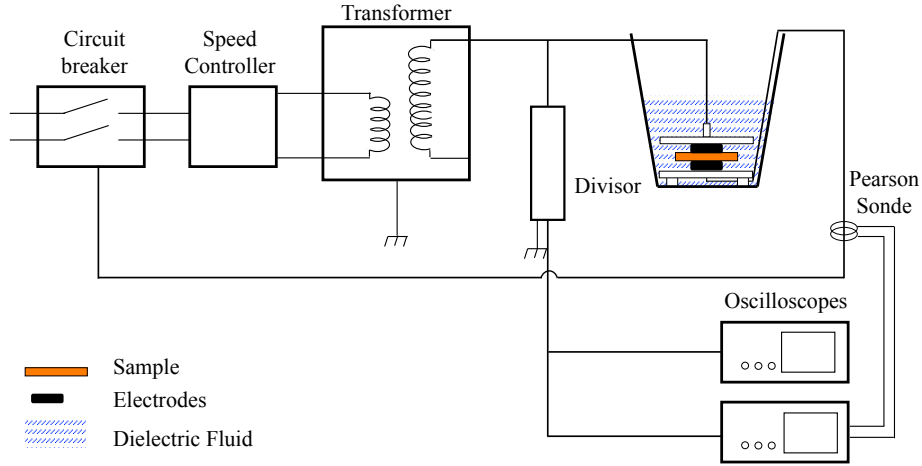 Transformer
Circuit
breaker
Speed
Controller
Divisor
Pearson
Sonde
Oscilloscopes
Sample
Electrodes
Dielectric Fluid